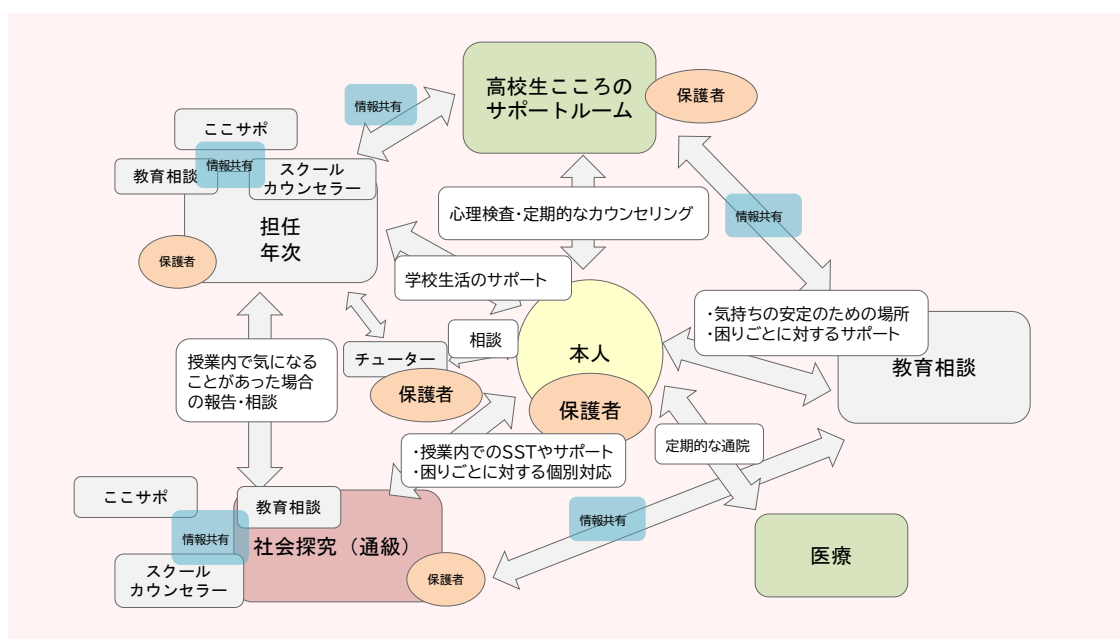 高校生こころの
サポートルーム
保護者
情報共有
ここサポ
情報共有
教育相談
スクール
カウンセラー
担任
年次
保護者
心理検査・定期的なカウンセリング
情報共有
学校生活のサポート
・気持ちの安定のための場所
・困りごとに対するサポート
教育相談
相談
本人
保護者
チューター
保護者
授業内で気になる
ことがあった場合
の報告・相談
・授業内でのSSTやサポート
・困りごとに対する個別対応
定期的な通院
ここサポ
教育相談
情報共有
社会探究（通級）
スクール
カウンセラー
保護者
情報共有
医療